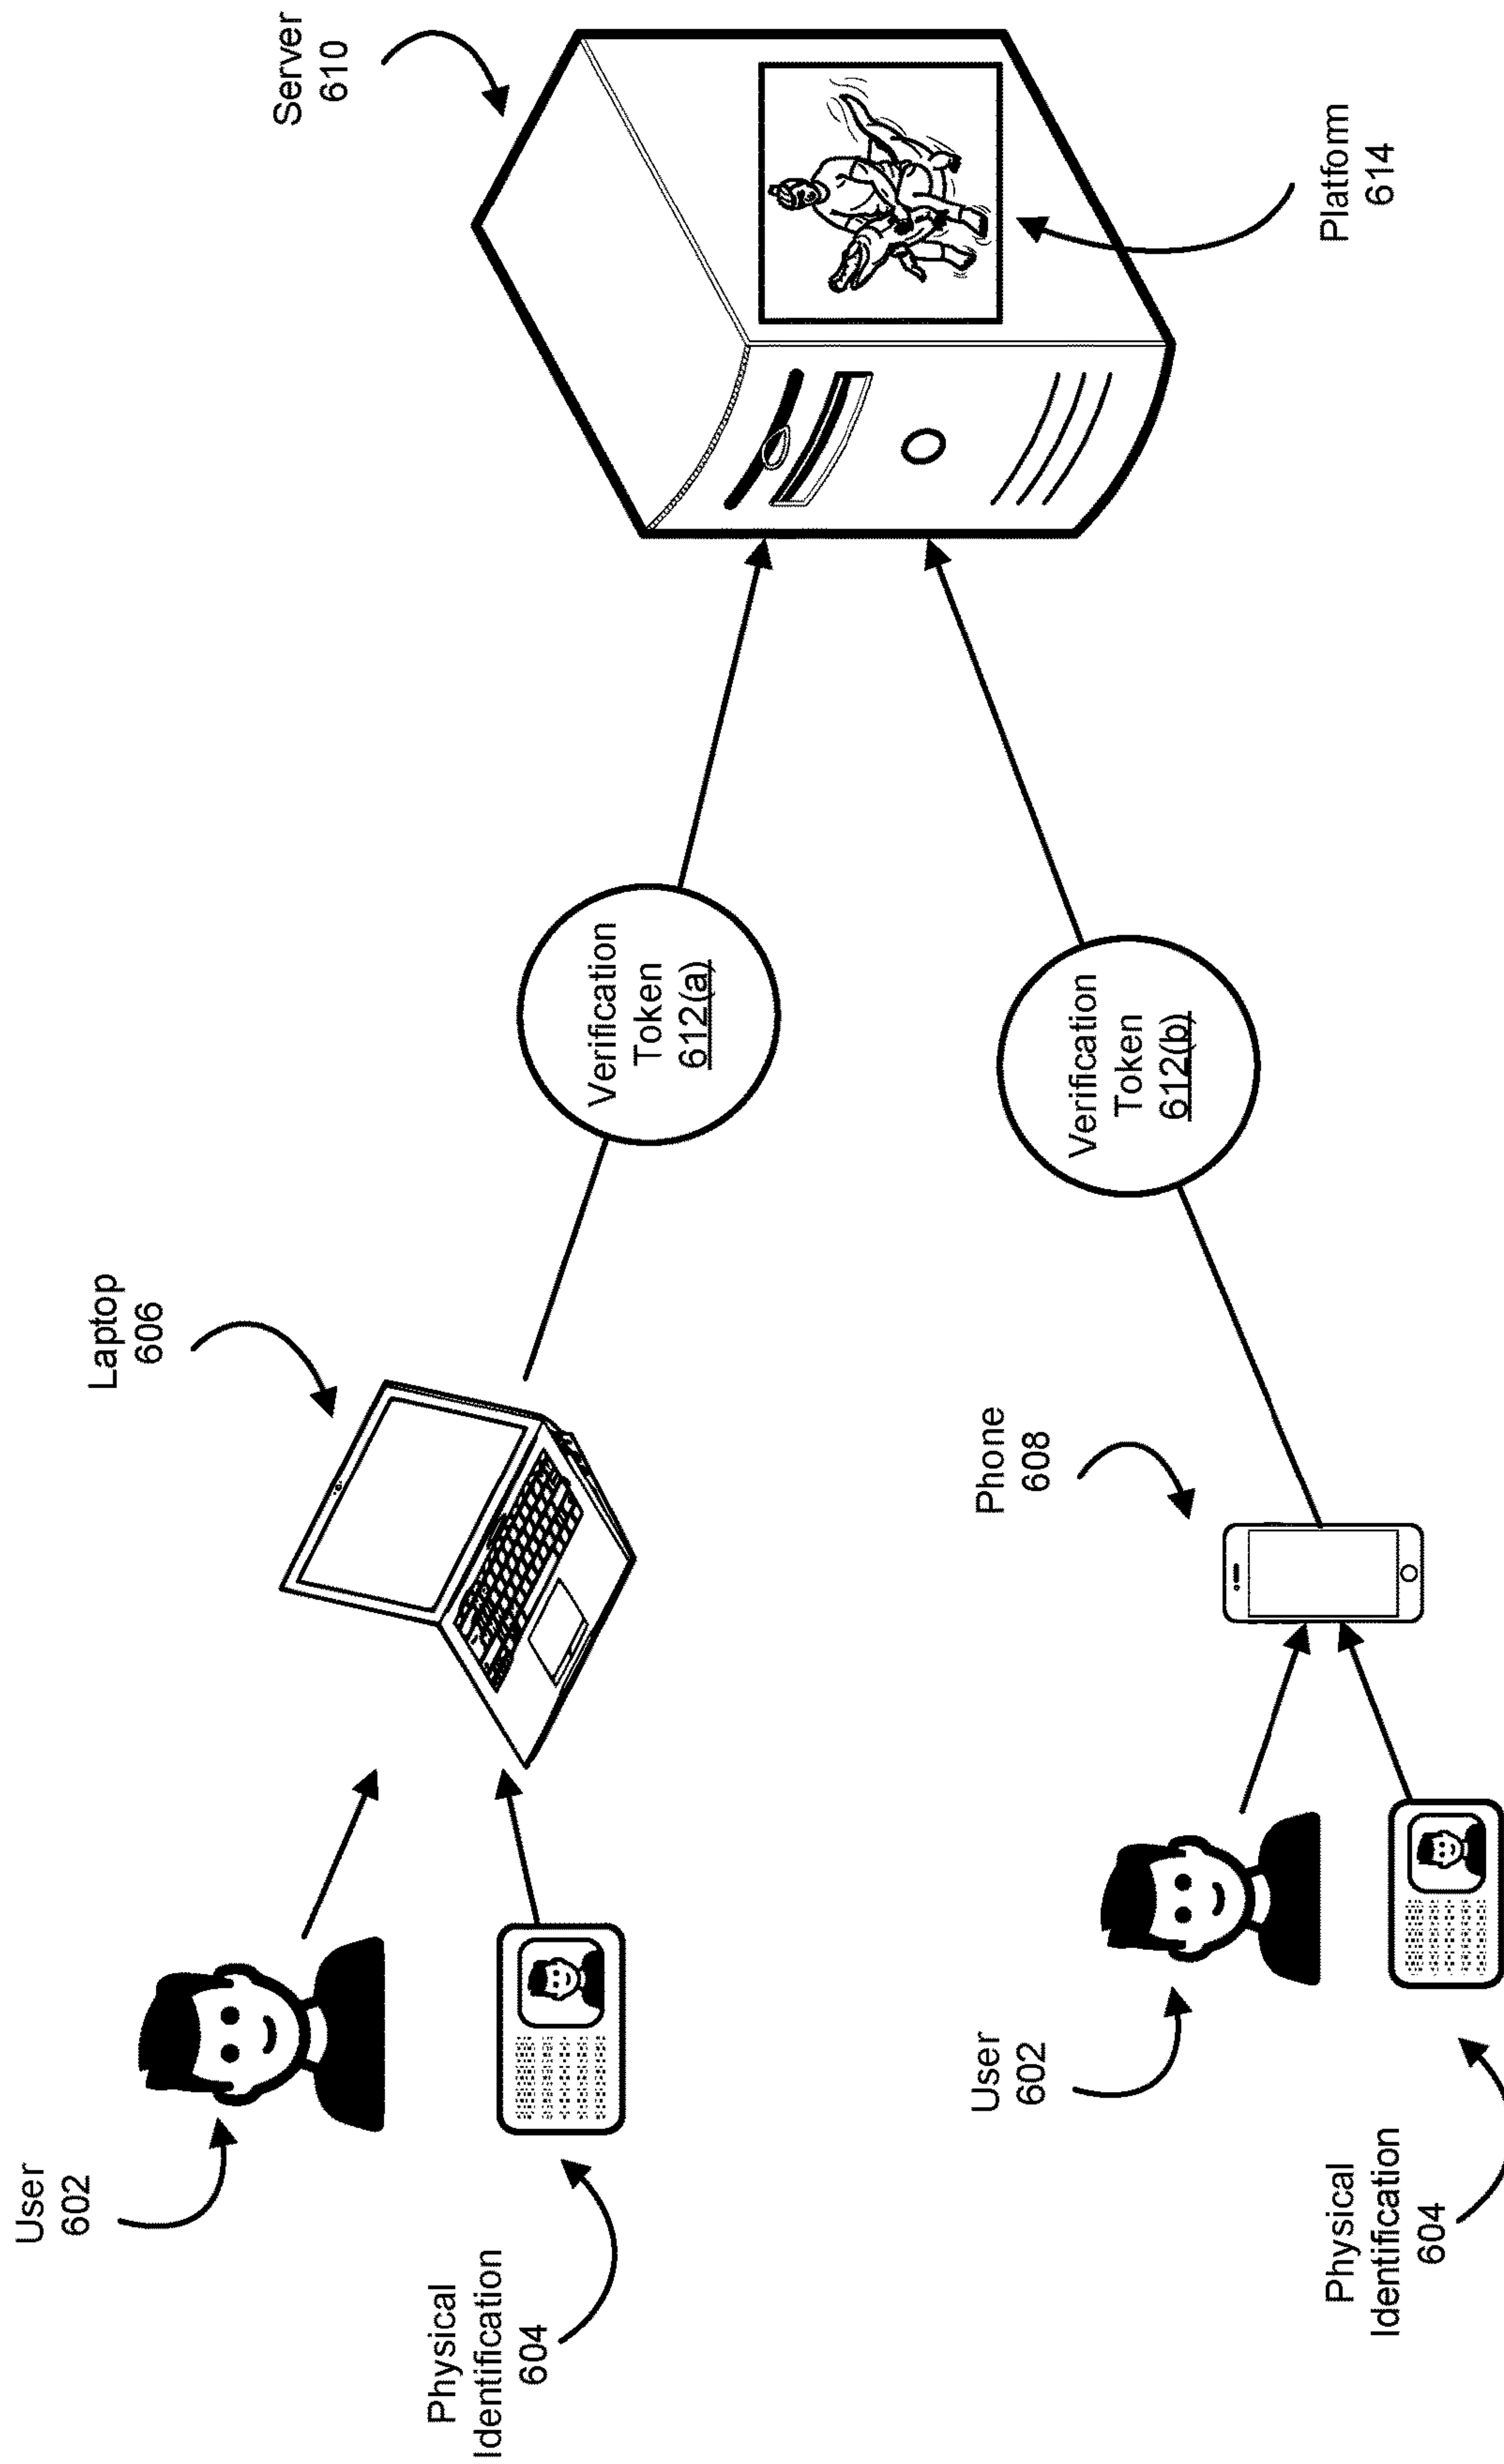 User
602
Physical
Identification
604
Laptop
606
Verification
Token
612(a)
Server
610
User
602
Physical
Identification
604
Phone
608
Verification
Token
612(b)
Platform
614